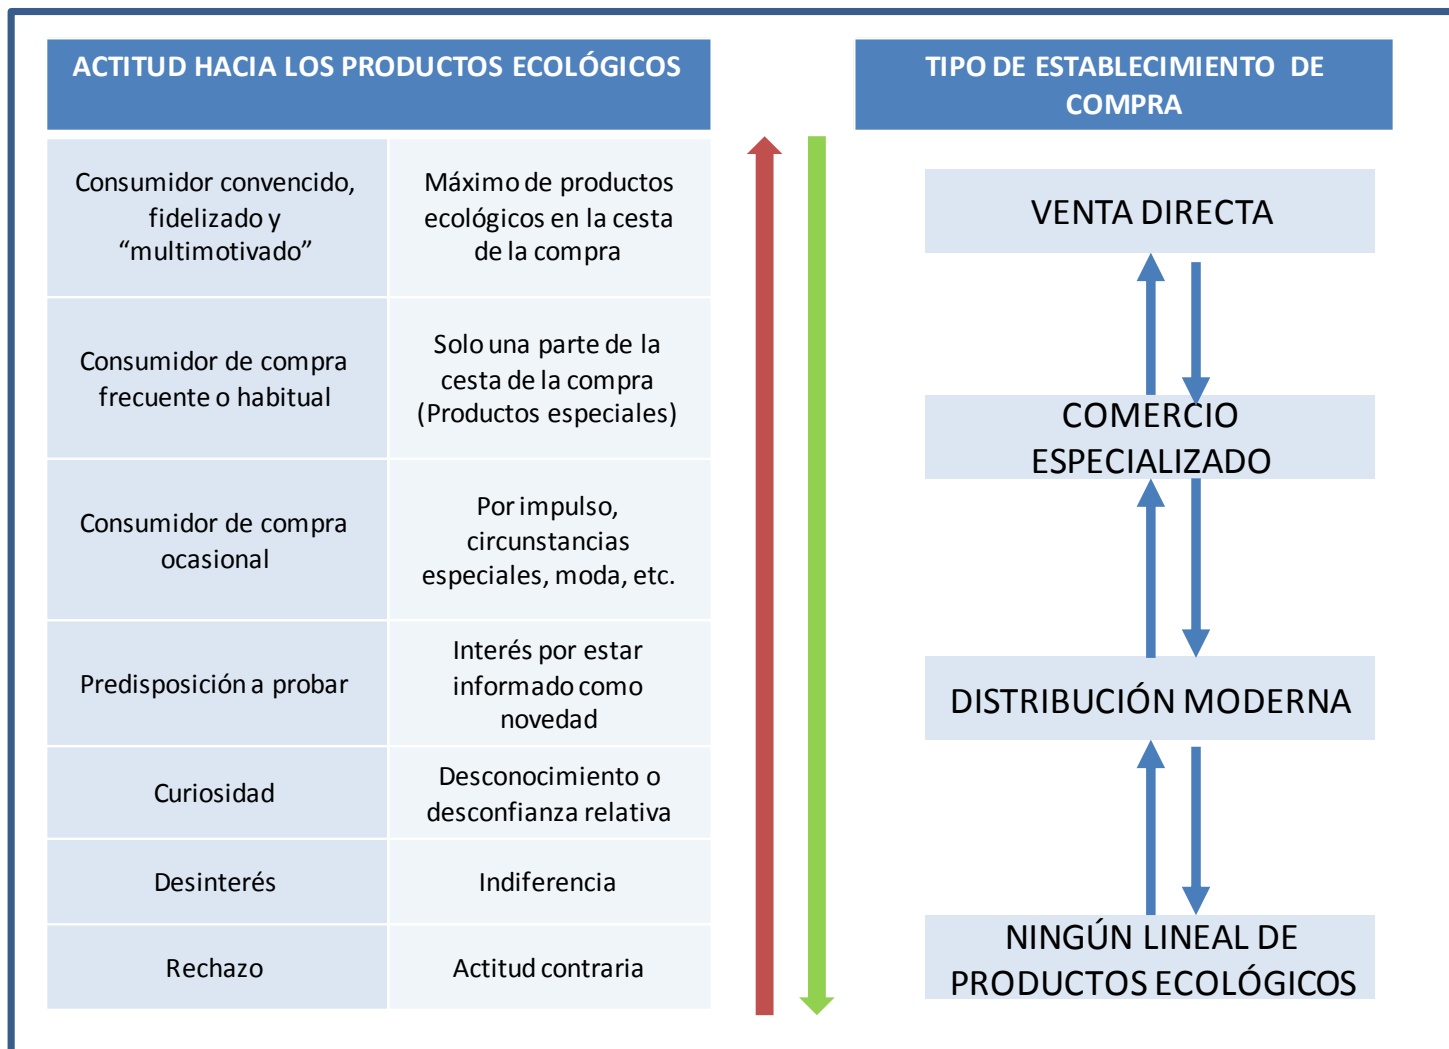 ACTITUD HACIA LOS PRODUCTOS ECOLÓGICOS
Consumidor convencido,
fidelizado y
“multimotivado”
Máximo de productos
ecológicos en la cesta
de la compra
Consumidor de compra
frecuente o habitual
Solo una parte de la
cesta de la compra
(Productos especiales)
Consumidor de compra
ocasional
Por impulso,
circunstancias
especiales, moda, etc.
Predisposición a probar
Interés por estar
informado como
novedad
Curiosidad
Desconocimiento o
desconfianza relativa
Desinterés
Indiferencia
Rechazo
Actitud contraria
TIPO DE ESTABLECIMIENTO DE
COMPRA
VENTA DIRECTA
COMERCIO
ESPECIALIZADO
DISTRIBUCIÓN MODERNA
NINGÚN LINEAL DE
PRODUCTOS ECOLÓGICOS